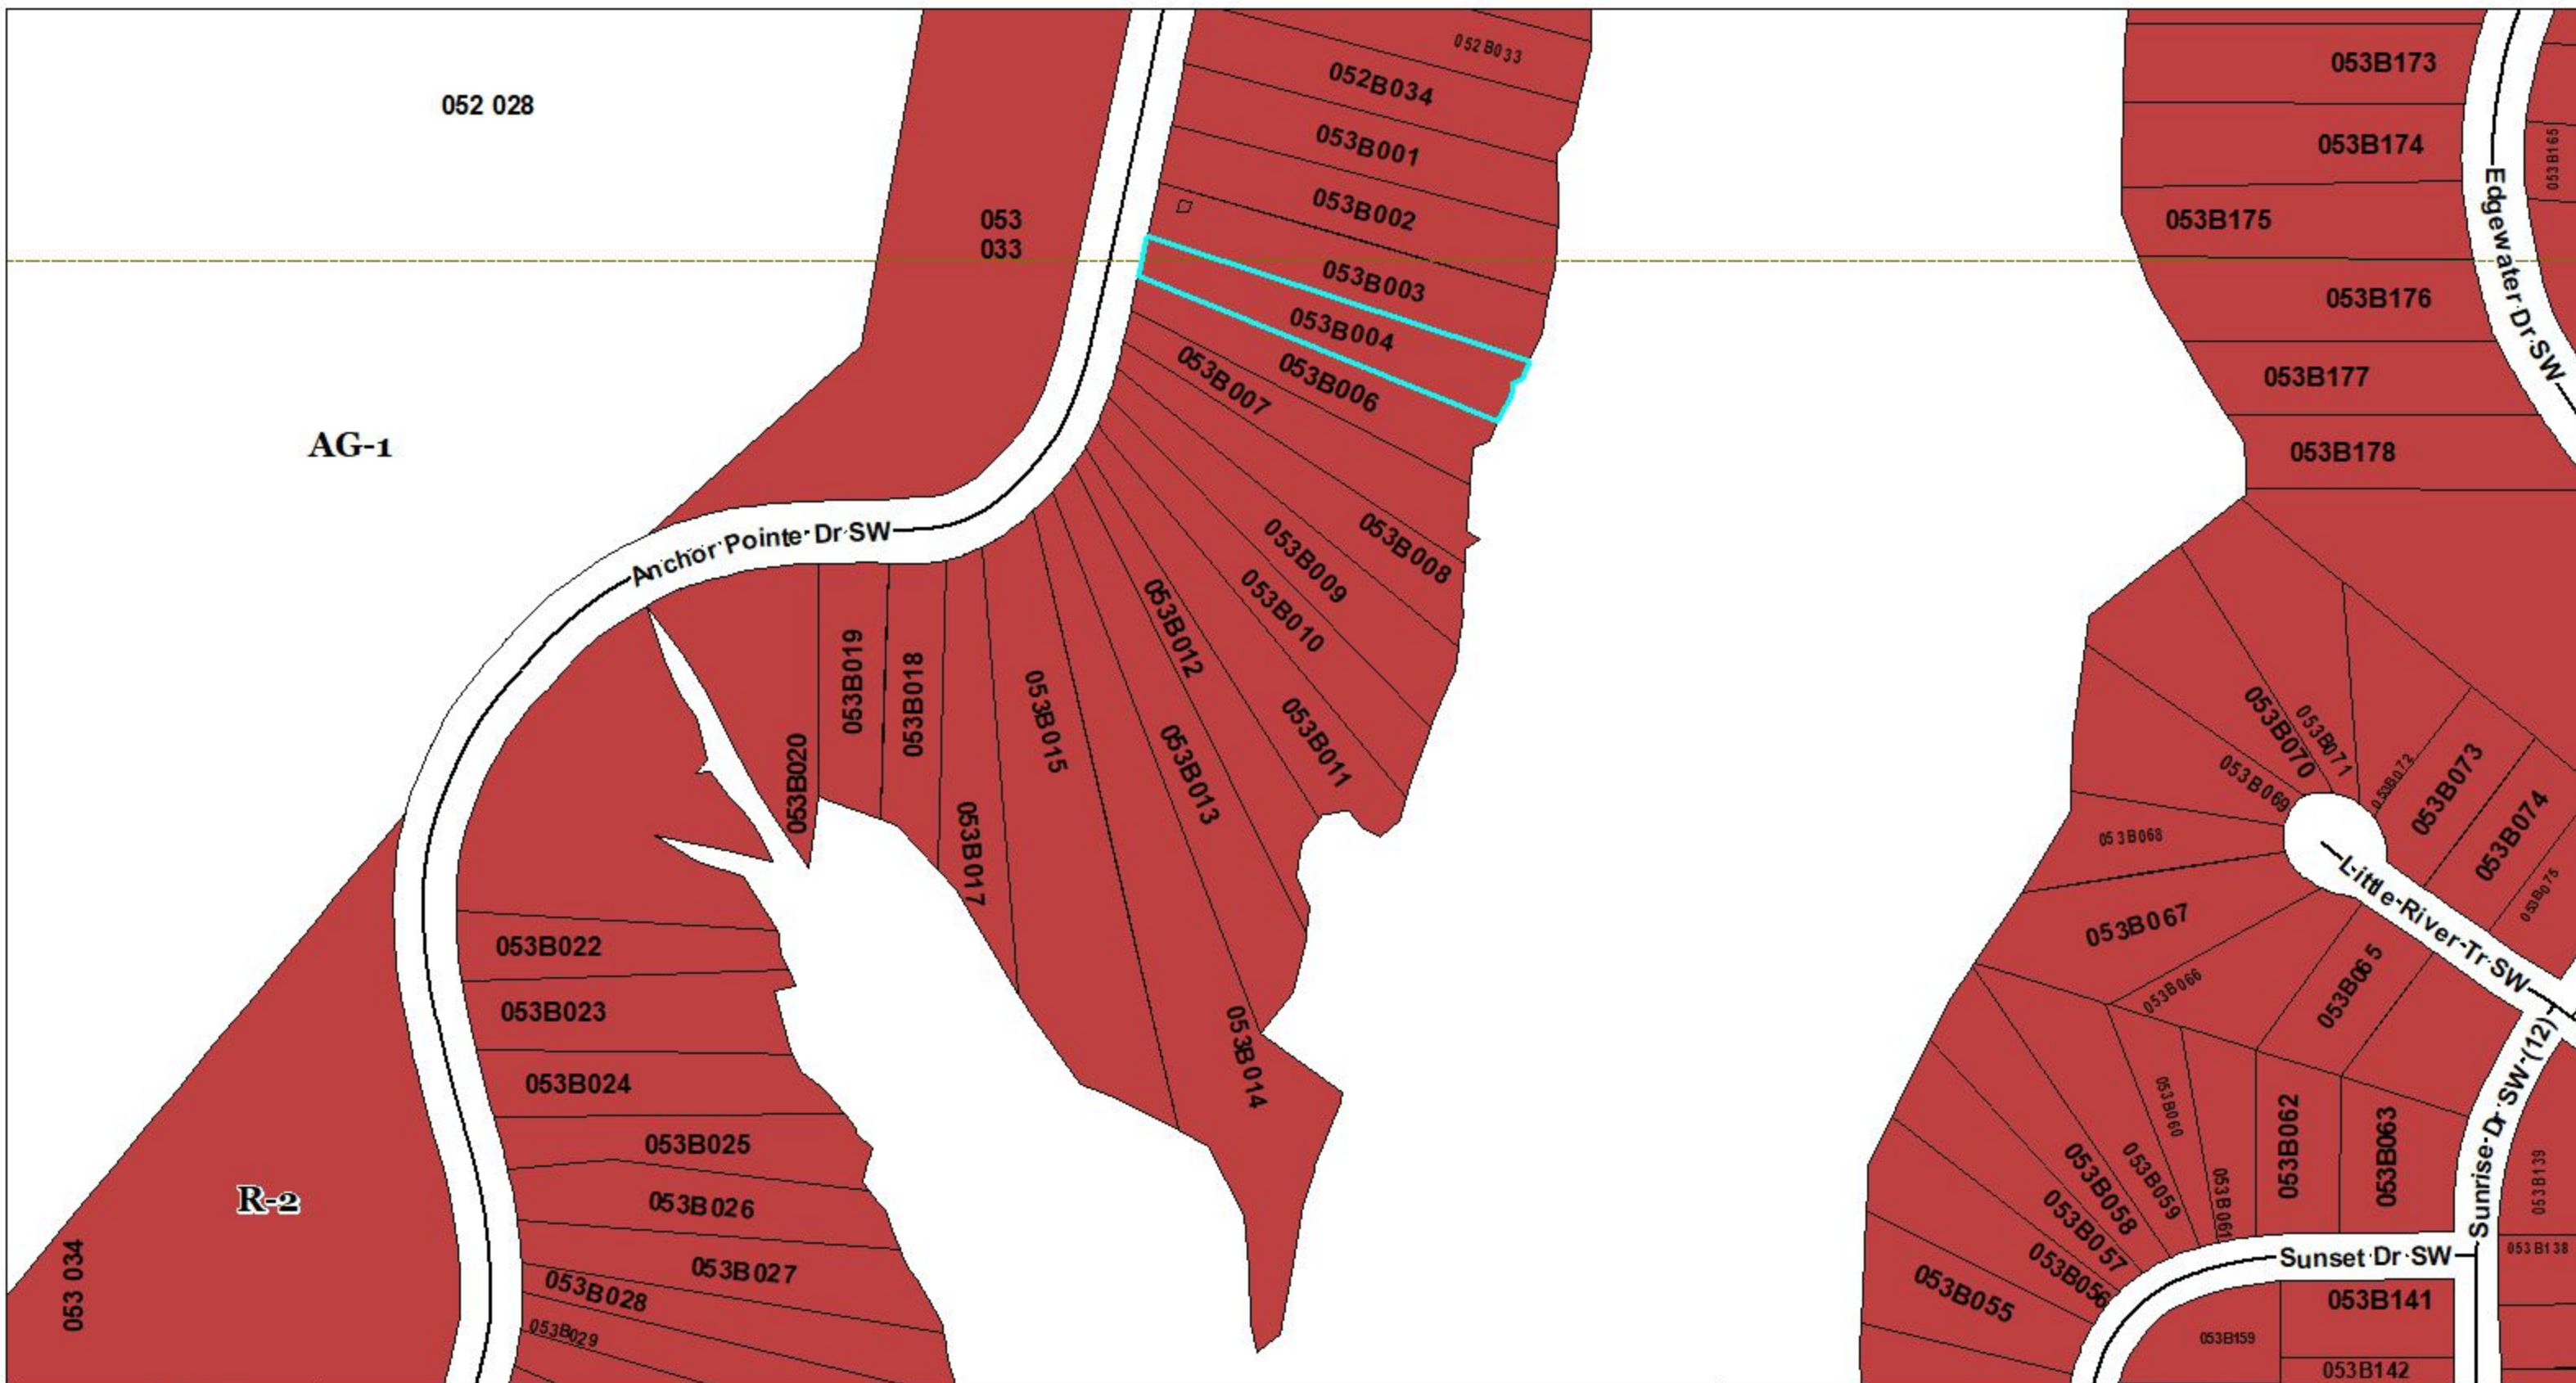 052 028
053
033
052B033
052B034
053B001
053B002
053B003
053B004
053B006
053B007
053B008
053B009
053B010
053B011
053B012
053B013
053B014
053B015
053B017
053B018
053B019
053B020
AG-1
Anchor Pointe Dr SW
053B022
053B023
053B024
053B025
053B026
053B027
053B028
053B029
R-2
053 034
053B173
053B174
053B165
053B175
Edgewater Dr SW
053B176
053B177
053B178
053B070
053B071
053B072
053B073
053B074
053B075
053B069
053B068
053B067
053B066
053B065
Little River Tr SW
053B060
053B061
053B062
053B063
053B059
053B058
053B057
053B056
053B055
Sunrise Dr SW (12)
053B139
053B138
Sunset Dr SW
053B141
053B159
053B142